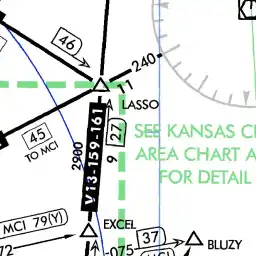 46
240
11
LASSO
SEE KANSAS CI
AREA CHART A
FOR DETAIL
45
TO MCI
2900
V13-159-161
27
9
MCI 79(Y)
EXCEL
37
BLUZY
72
-075